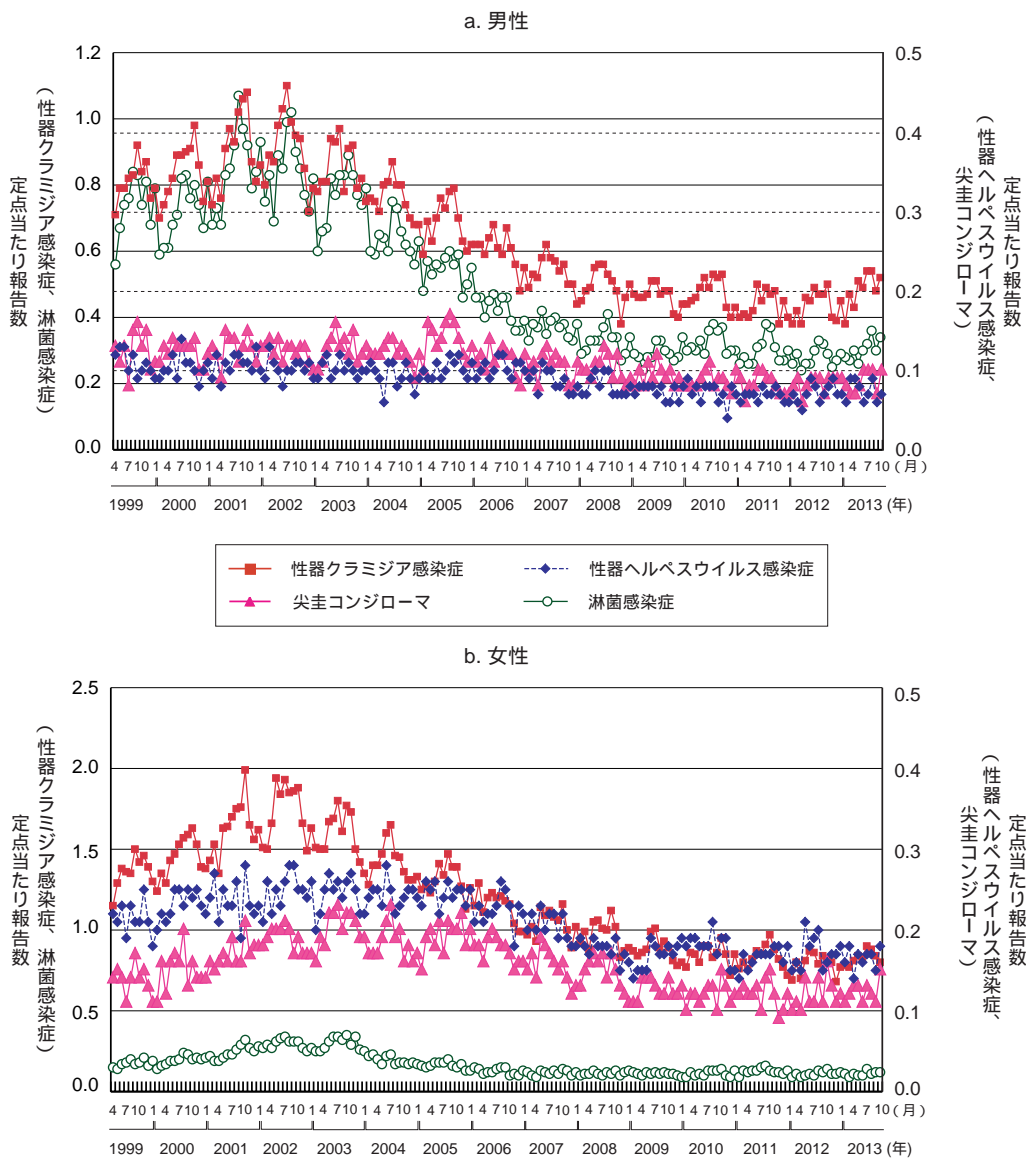 a. 男性
定点当たり報告数
（性器クラミジア感染症、淋菌感染症）
1.2
1.0
0.8
0.6
0.4
0.2
0.0
0.5
0.4
0.3
0.2
0.1
0.0
定点当たり報告数
（性器ヘルペスウイルス感染症、
尖圭コンジローマ）
4 7 10 1 4 7 10 1 4 7 10 1 4 7 10 1 4 7 10 1 4 7 10 1 4 7 10 1 4 7 10 1 4 7 10 1 4 7 10 1 4 7 10 1 4 7 10 1 4 7 10 1 4 7 10 1 4 7 10 (月)
1999 2000 2001 2002 2003 2004 2005 2006 2007 2008 2009 2010 2011 2012 2013 (年)
性器クラミジア感染症 性器ヘルペスウイルス感染症
尖圭コンジローマ 淋菌感染症
b. 女性
定点当たり報告数
（性器クラミジア感染症、淋菌感染症）
2.5
2.0
1.5
1.0
0.5
0.0
0.5
0.4
0.3
0.2
0.1
0.0
定点当たり報告数
（性器ヘルペスウイルス感染症、
尖圭コンジローマ）
4 7 10 1 4 7 10 1 4 7 10 1 4 7 10 1 4 7 10 1 4 7 10 1 4 7 10 1 4 7 10 1 4 7 10 1 4 7 10 1 4 7 10 1 4 7 10 1 4 7 10 1 4 7 10 1 4 7 10 (月)
1999 2000 2001 2002 2003 2004 2005 2006 2007 2008 2009 2010 2011 2012 2013 (年)